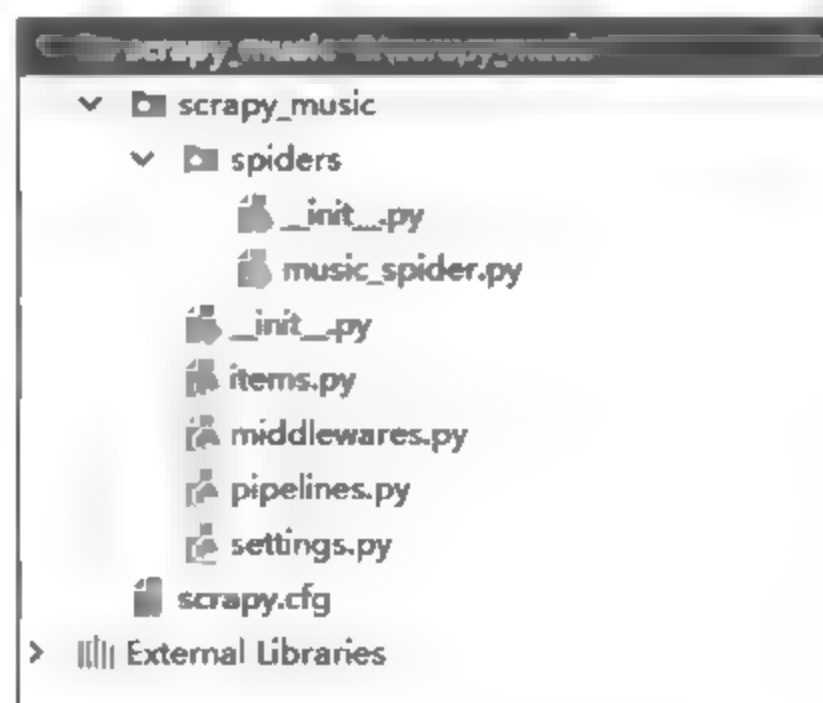 scrapy_music
scrapy_music
spiders
__init__.py
music_spider.py
__init__.py
items.py
middlewares.py
pipelines.py
settings.py
scrapy.cfg
External Libraries